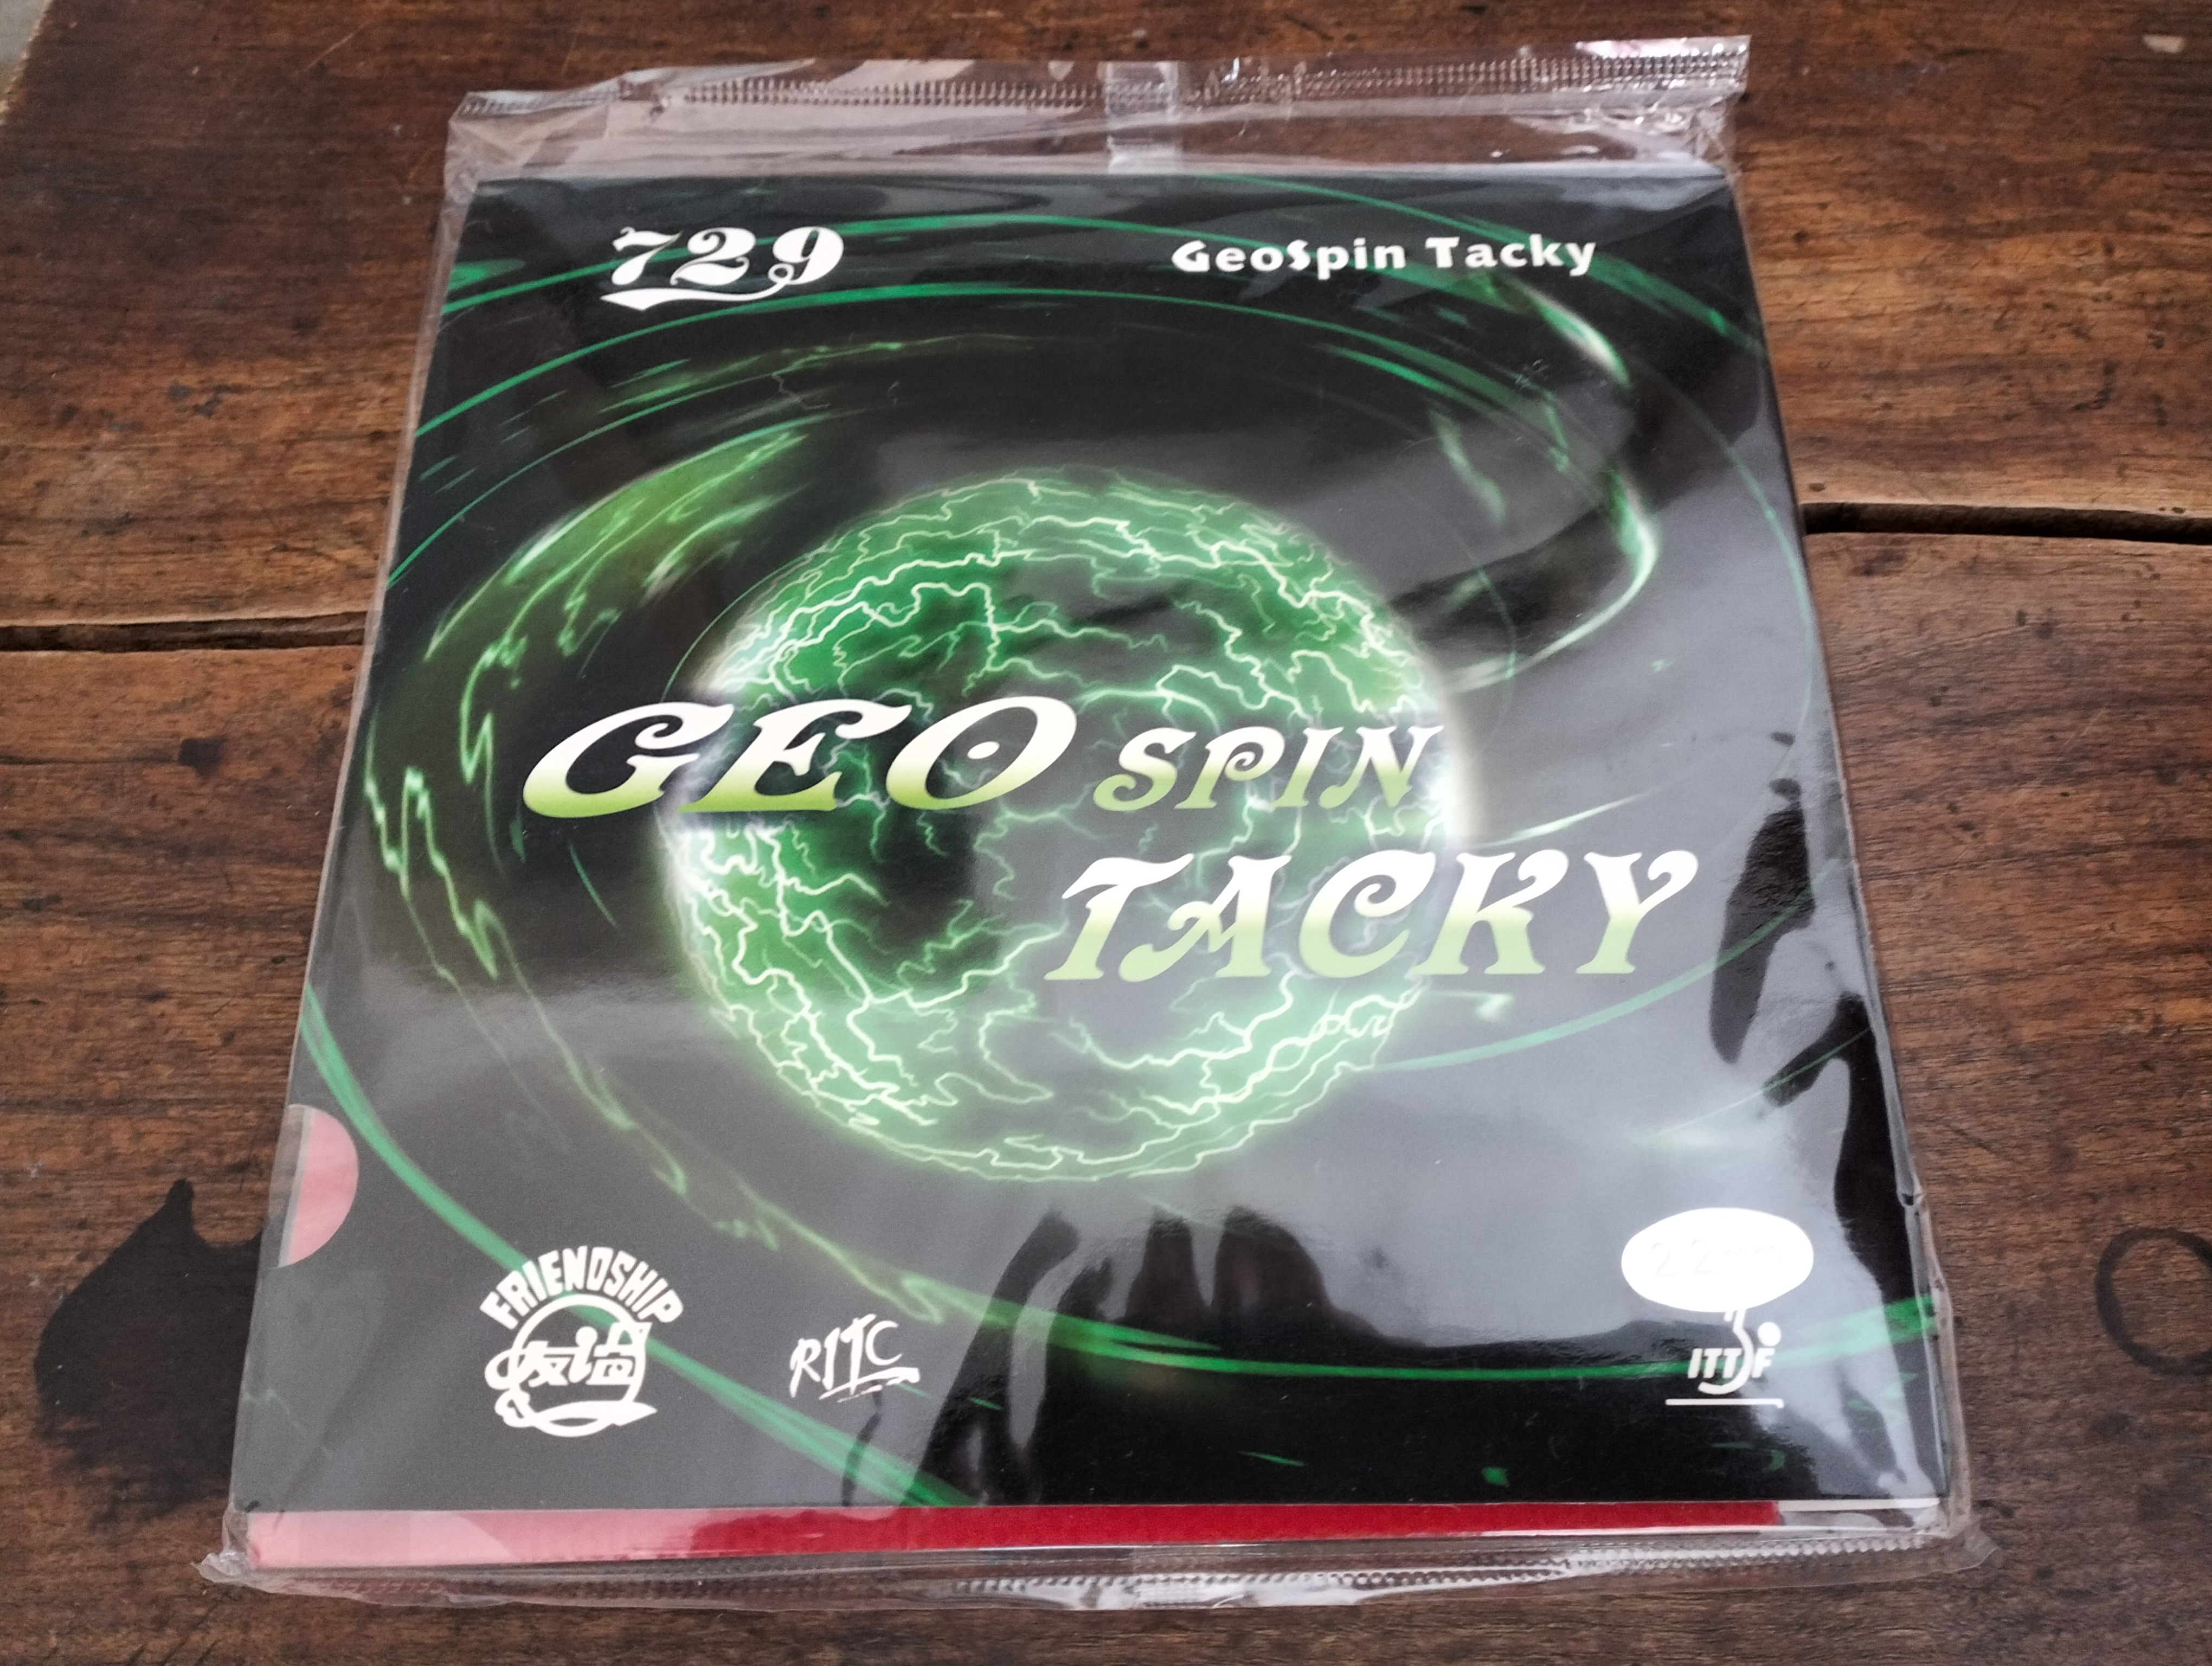 729
GeoSpin Tacky
GEO SPIN
TACKY
FRIENDSHIP
友谊
RITC
ITTF